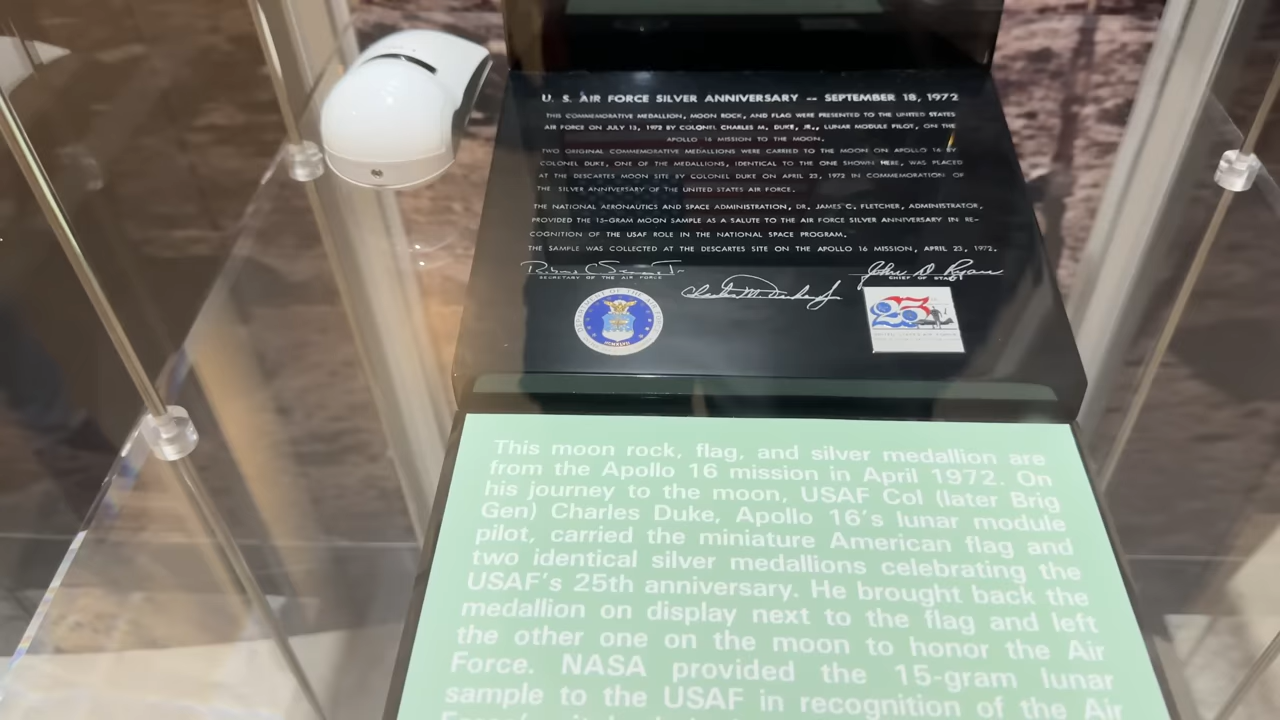 U. S. AIR FORCE SILVER ANNIVERSARY -- SEPTEMBER 18, 1972
THIS COMMEMORATIVE MEDALLION, MOON ROCK, AND FLAG WERE PRESENTED TO THE UNITED STATES
AIR FORCE ON JULY 13, 1972 BY COLONEL CHARLES M. DUKE, JR., LUNAR MODULE PILOT, ON THE
APOLLO 16 MISSION TO THE MOON.
TWO ORIGINAL COMMEMORATIVE MEDALLIONS WERE CARRIED TO THE MOON ON APOLLO 16 BY
COLONEL DUKE, ONE OF THE MEDALLIONS, IDENTICAL TO THE ONE SHOWN HERE, WAS PLACED
AT THE DESCARTES MOON SITE BY COLONEL DUKE ON APRIL 23, 1972 IN COMMEMORATION OF
THE SILVER ANNIVERSARY OF THE UNITED STATES AIR FORCE.
THE NATIONAL AERONAUTICS AND SPACE ADMINISTRATION, DR. JAMES C. FLETCHER, ADMINISTRATOR,
PROVIDED THE 15-GRAM MOON SAMPLE AS A SALUTE TO THE AIR FORCE SILVER ANNIVERSARY IN RE-
COGNITION OF THE USAF ROLE IN THE NATIONAL SPACE PROGRAM.
THE SAMPLE WAS COLLECTED AT THE DESCARTES SITE ON THE APOLLO 16 MISSION, APRIL 23, 1972.
John D. Ryan
SECRETARY OF THE AIR FORCE
CHIEF OF STAFF
Charles M. Duke Jr
DEPARTMENT OF THE AIR
MCMXLVII
25
This moon rock, flag, and silver medallion are
from the Apollo 16 mission in April 1972. On
his journey to the moon, USAF Col (later Brig
Gen) Charles Duke, Apollo 16's lunar module
pilot, carried the miniature American flag and
two identical silver medallions celebrating the
USAF's 25th anniversary. He brought back the
medallion on display next to the flag and left
the other one on the moon to honor the Air
Force. NASA provided the 15-gram lunar
sample to the USAF in recognition of the Air